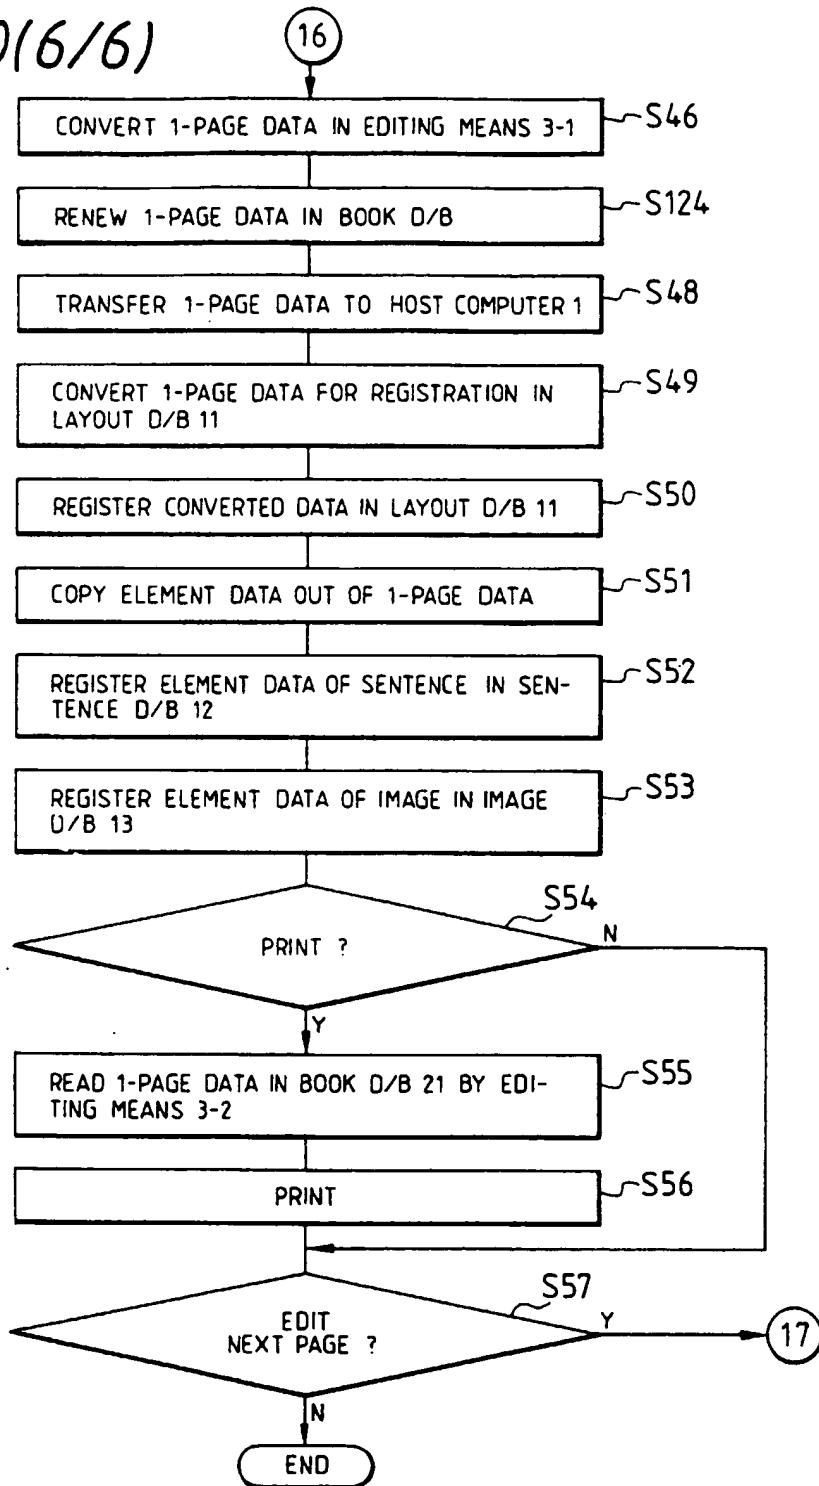 0(6/6)
16
CONVERT 1-PAGE DATA IN EDITING MEANS 3-1
S46
RENEW 1-PAGE DATA IN BOOK D/B
S124
TRANSFER 1-PAGE DATA TO HOST COMPUTER 1
S48
CONVERT 1-PAGE DATA FOR REGISTRATION IN
LAYOUT D/B 11
S49
REGISTER CONVERTED DATA IN LAYOUT D/B 11
S50
COPY ELEMENT DATA OUT OF 1-PAGE DATA
S51
REGISTER ELEMENT DATA OF SENTENCE IN SEN-
TENCE D/B 12
S52
REGISTER ELEMENT DATA OF IMAGE IN IMAGE
D/B 13
S53
S54
PRINT ?
N
Y
READ 1-PAGE DATA IN BOOK D/B 21 BY EDI-
TING MEANS 3-2
S55
PRINT
S56
S57
EDIT
NEXT PAGE ?
Y
17
N
END